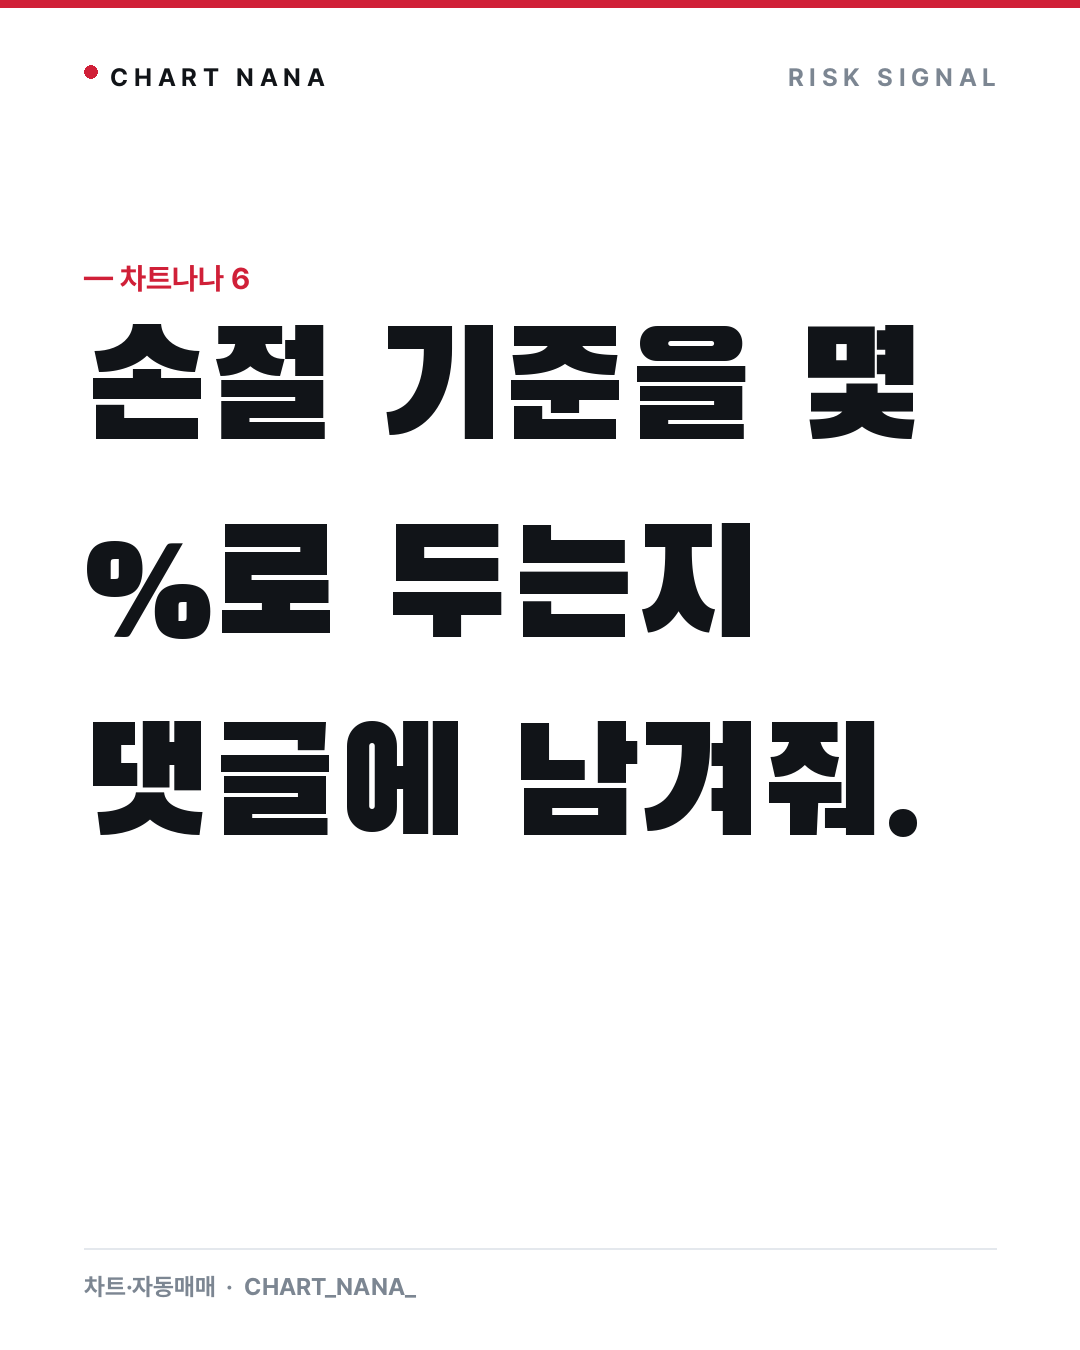 CHART NANA
RISK SIGNAL
— 차트나나 6
손절 기준을 몇
%로 두는지
댓글에 남겨줘.
차트·자동매매 · CHART_NANA_